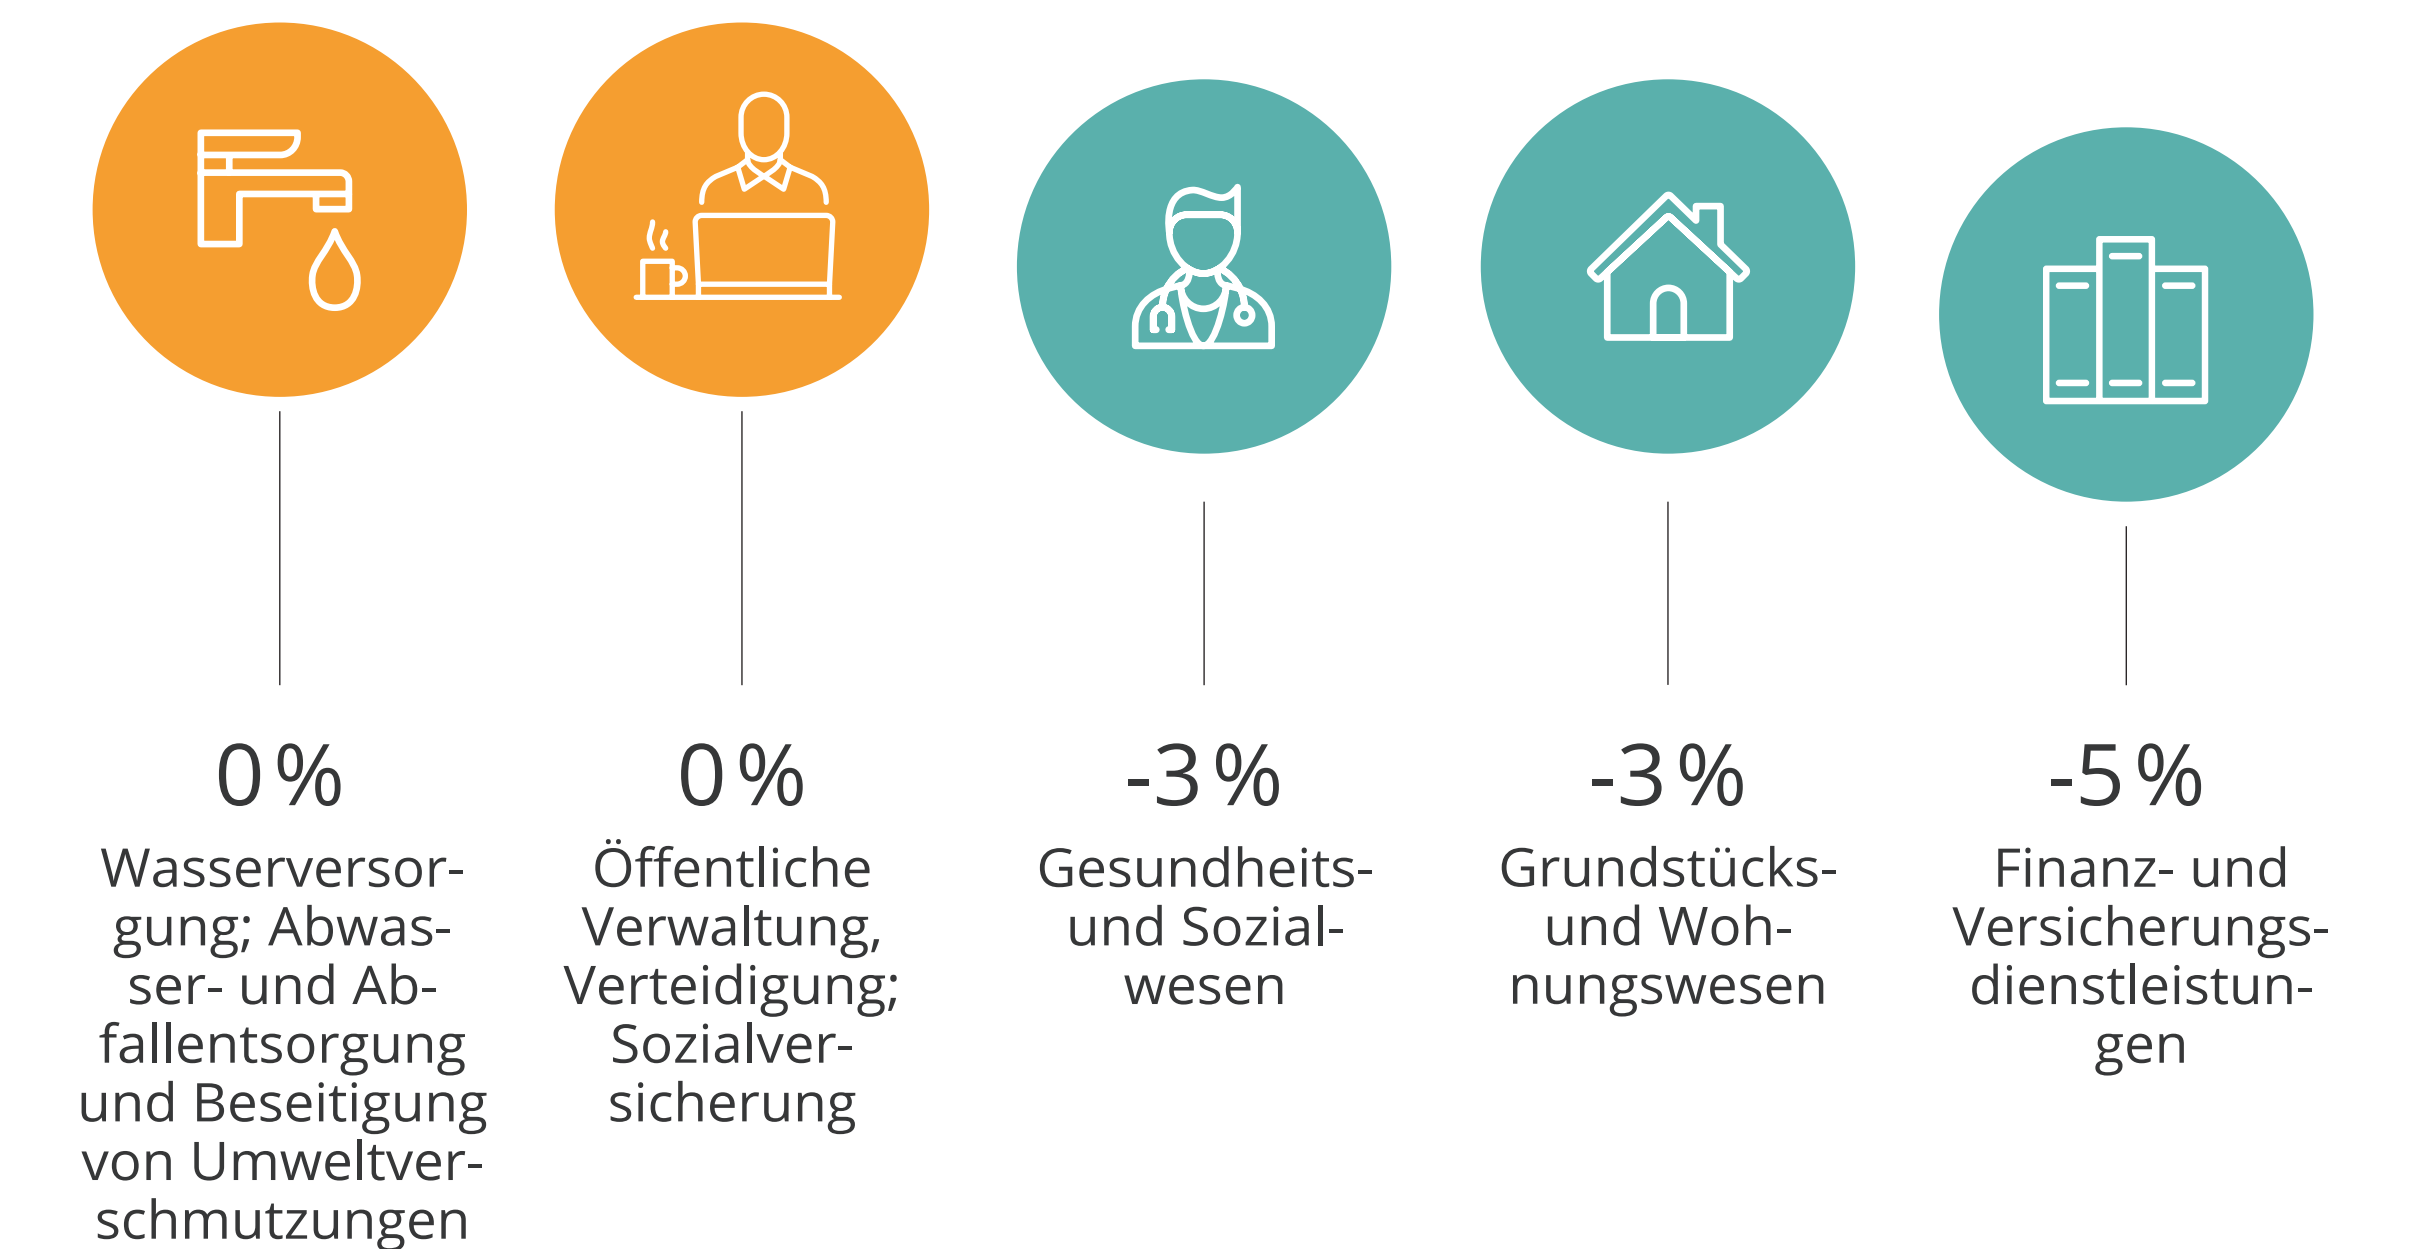 0 %
Wasserversor-
gung; Abwas-
ser- und Ab-
fallentsorgung
und Beseitigung
von Umweltver-
schmutzungen
0 %
Öffentliche
Verwaltung,
Verteidigung;
Sozialver-
sicherung
-3 %
Gesundheits-
und Sozial-
wesen
-3 %
Grundstücks-
und Woh-
nungswesen
-5 %
Finanz- und
Versicherungs-
dienstleistun-
gen